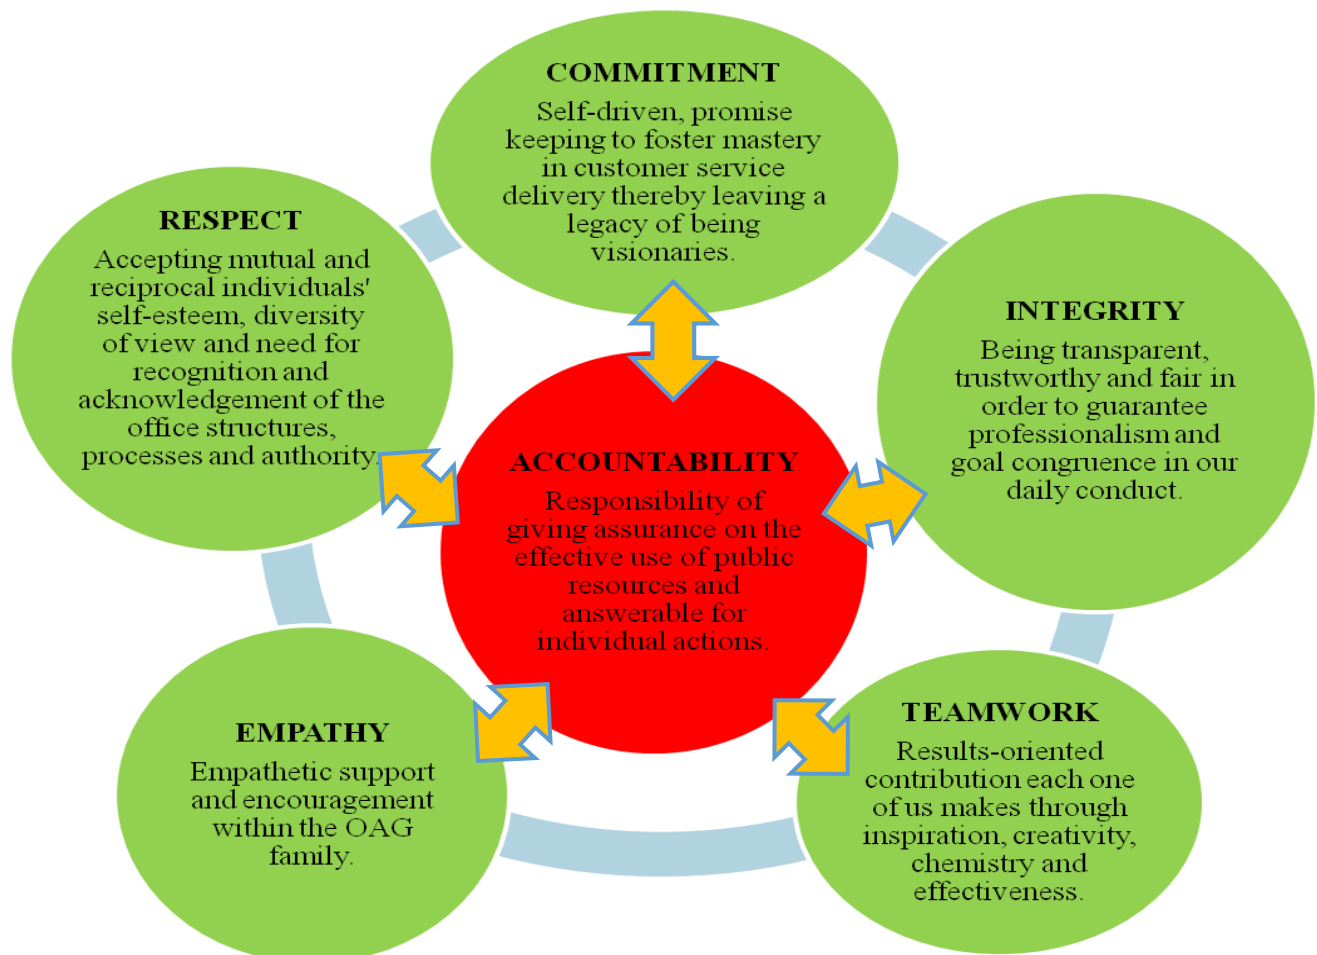 COMMITMENT
Self-driven, promise
keeping to foster mastery
in customer service
delivery thereby leaving a
legacy of being
visionaries.
RESPECT
Accepting mutual and
reciprocal individuals'
self-esteem, diversity
of view and need for
recognition and
acknowledgement of the
office structures,
processes and authority.
INTEGRITY
Being transparent,
trustworthy and fair in
order to guarantee
professionalism and
goal congruence in our
daily conduct.
ACCOUNTABILITY
Responsibility of
giving assurance on the
effective use of public
resources and
answerable for
individual actions.
EMPATHY
Empathetic support
and encouragement
within the OAG
family.
TEAMWORK
Results-oriented
contribution each one
of us makes through
inspiration, creativity,
chemistry and
effectiveness.